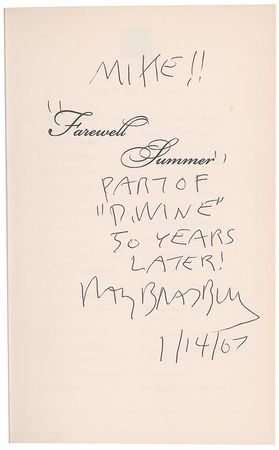 MIKE!!
"Farewell
Summer",
PART OF
"D.WINE"
50 YEARS
LATER!
RAY BRADBURY
1/14/07